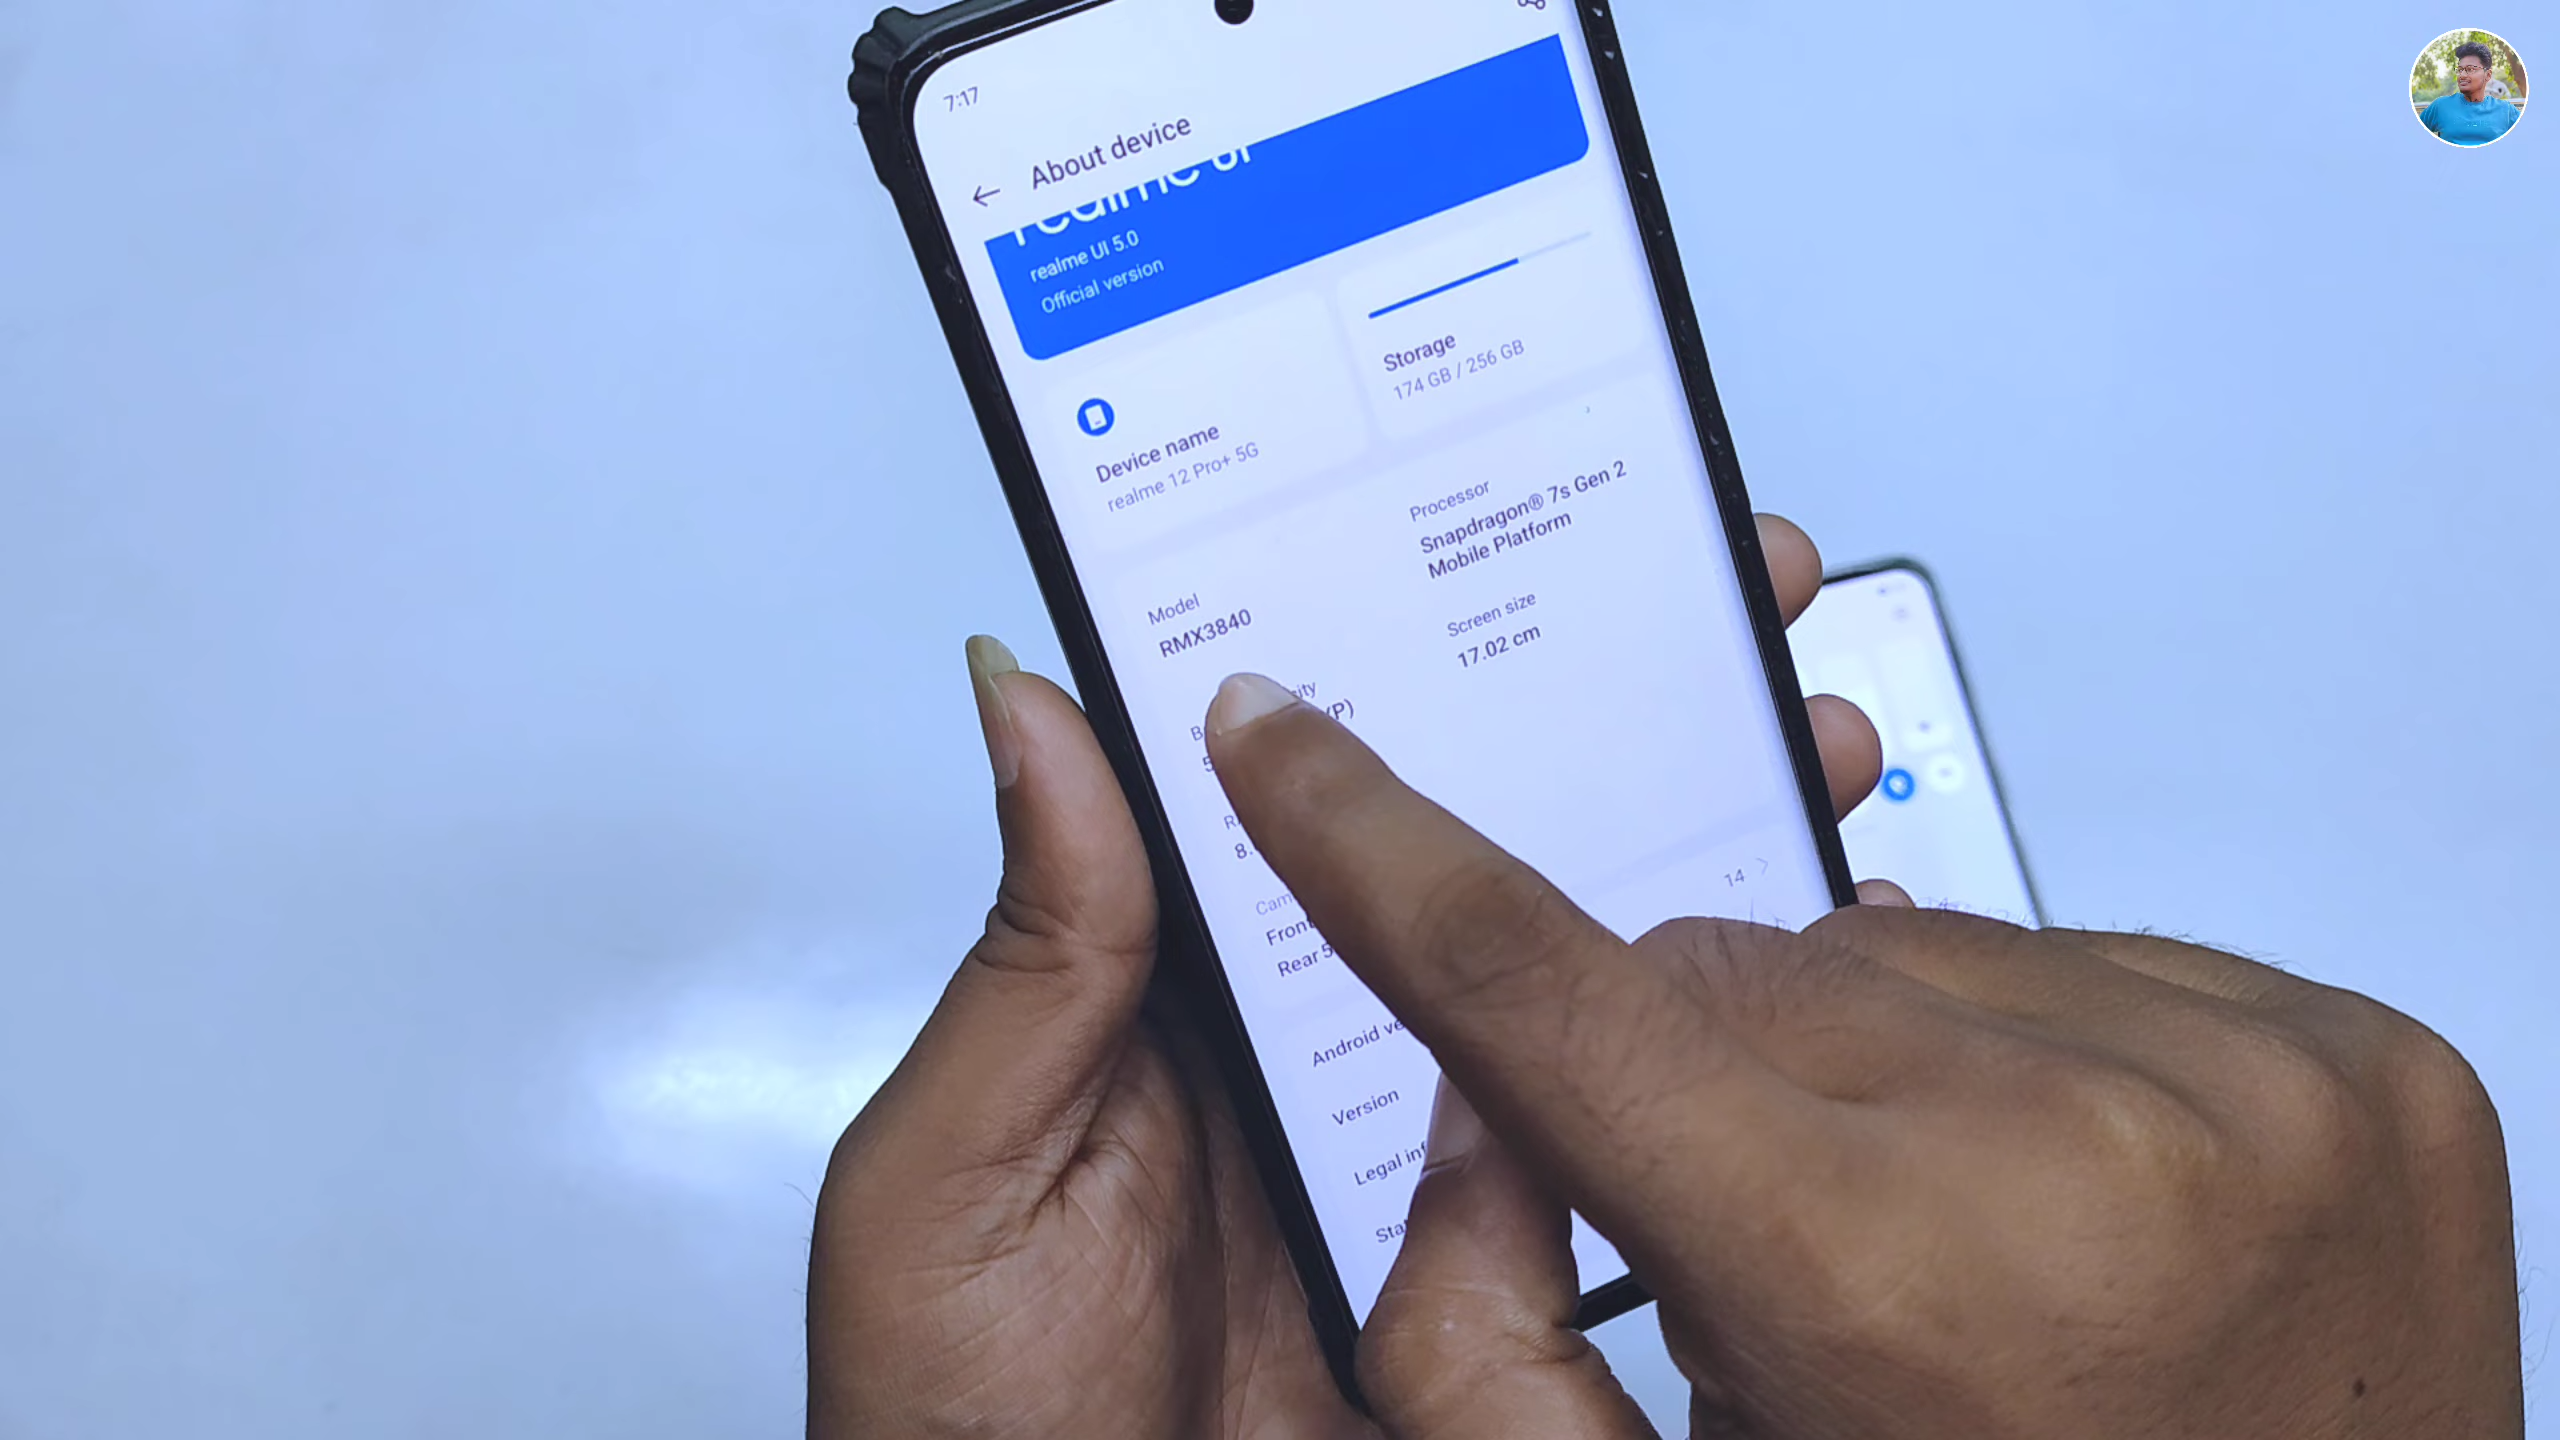 7:17
About device
realme UI
realme UI 5.0
Official version
Storage
174 GB / 256 GB
Device name
realme 12 Pro+ 5G
Processor
Snapdragon® 7s Gen 2
Mobile Platform
Model
RMX3840
Screen size
17.02 cm
14
Android
Version
Legal